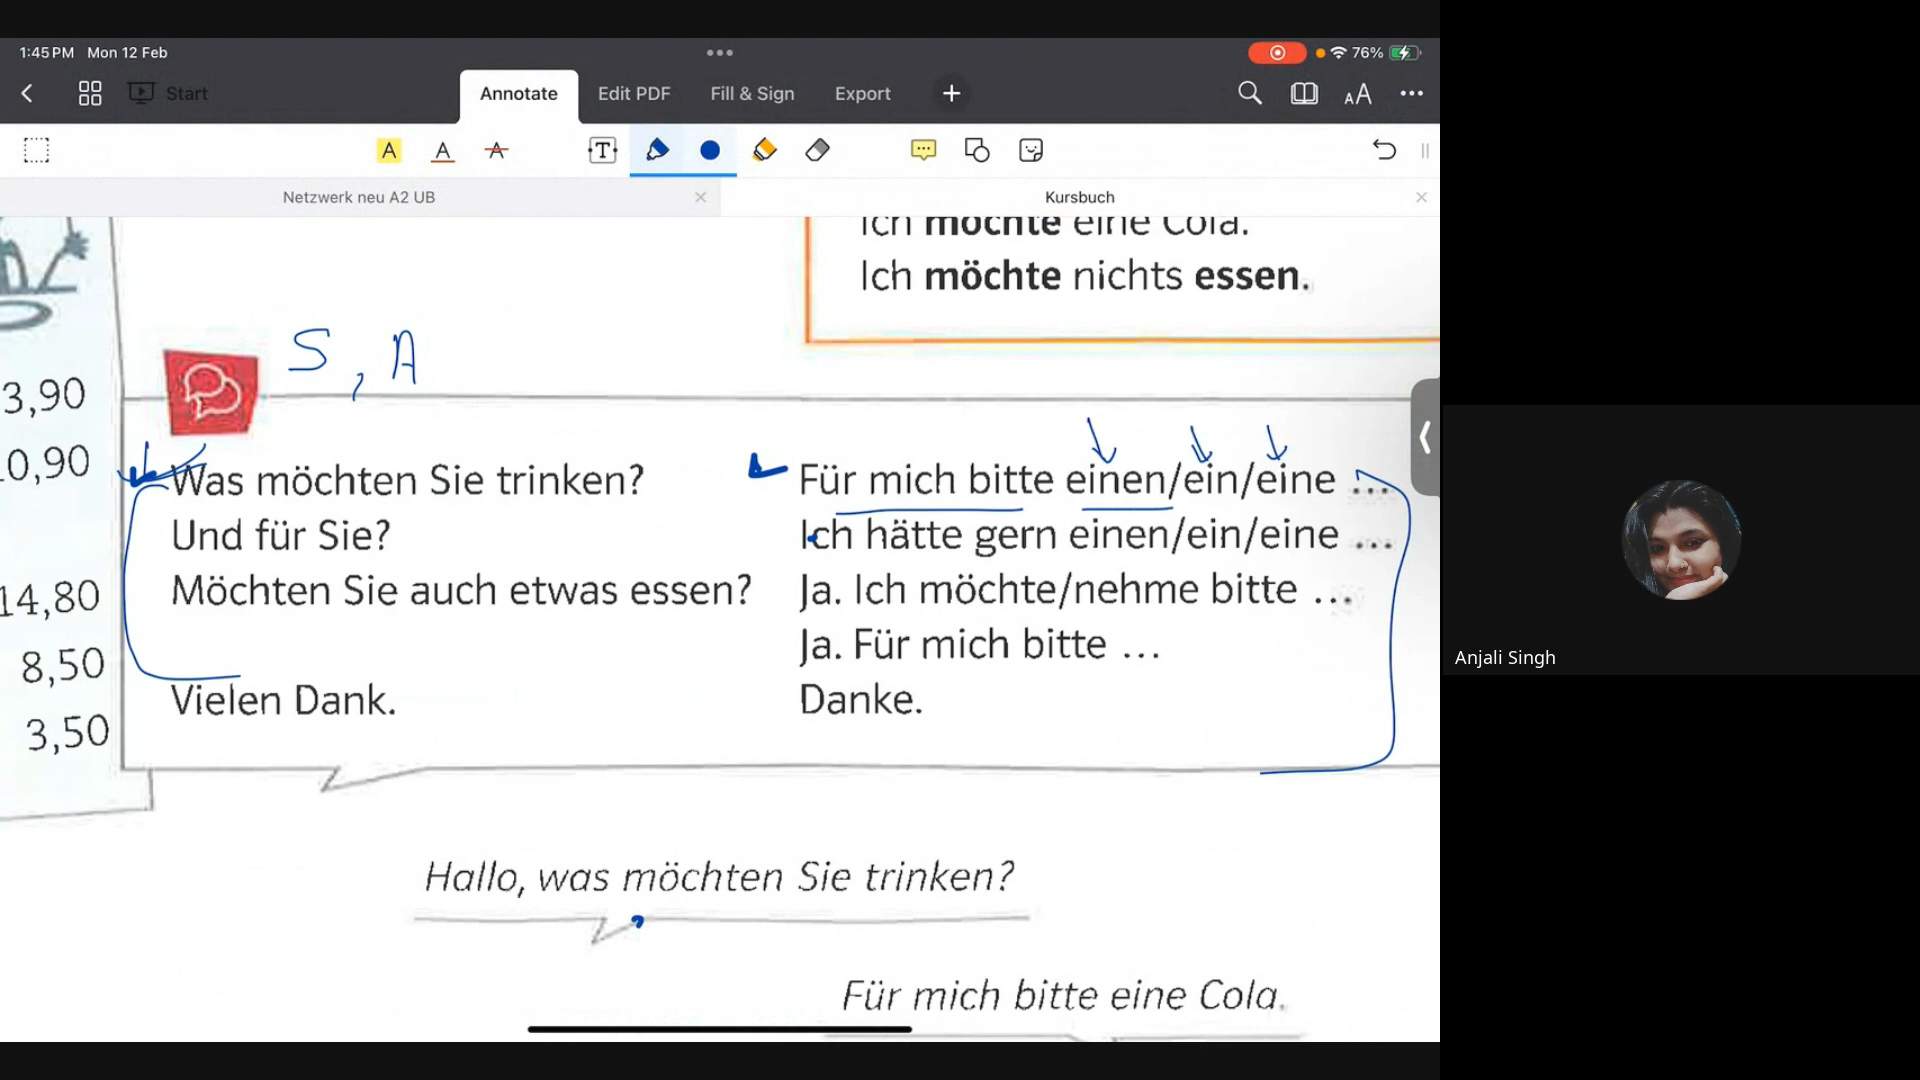 1:45 PM Mon 12 Feb
76%
Start
Annotate
Edit PDF
Fill & Sign
Export
Netzwerk neu A2 UB
Kursbuch
Ich möchte eine Cola.
Ich möchte nichts essen.
S, A
3,90
0,90
14,80
8,50
3,50
Was möchten Sie trinken?
Und für Sie?
Möchten Sie auch etwas essen?
Vielen Dank.
Für mich bitte einen/ein/eine ...
Ich hätte gern einen/ein/eine ...
Ja. Ich möchte/nehme bitte ...
Ja. Für mich bitte ...
Danke.
Hallo, was möchten Sie trinken?
Für mich bitte eine Cola.
Anjali Singh